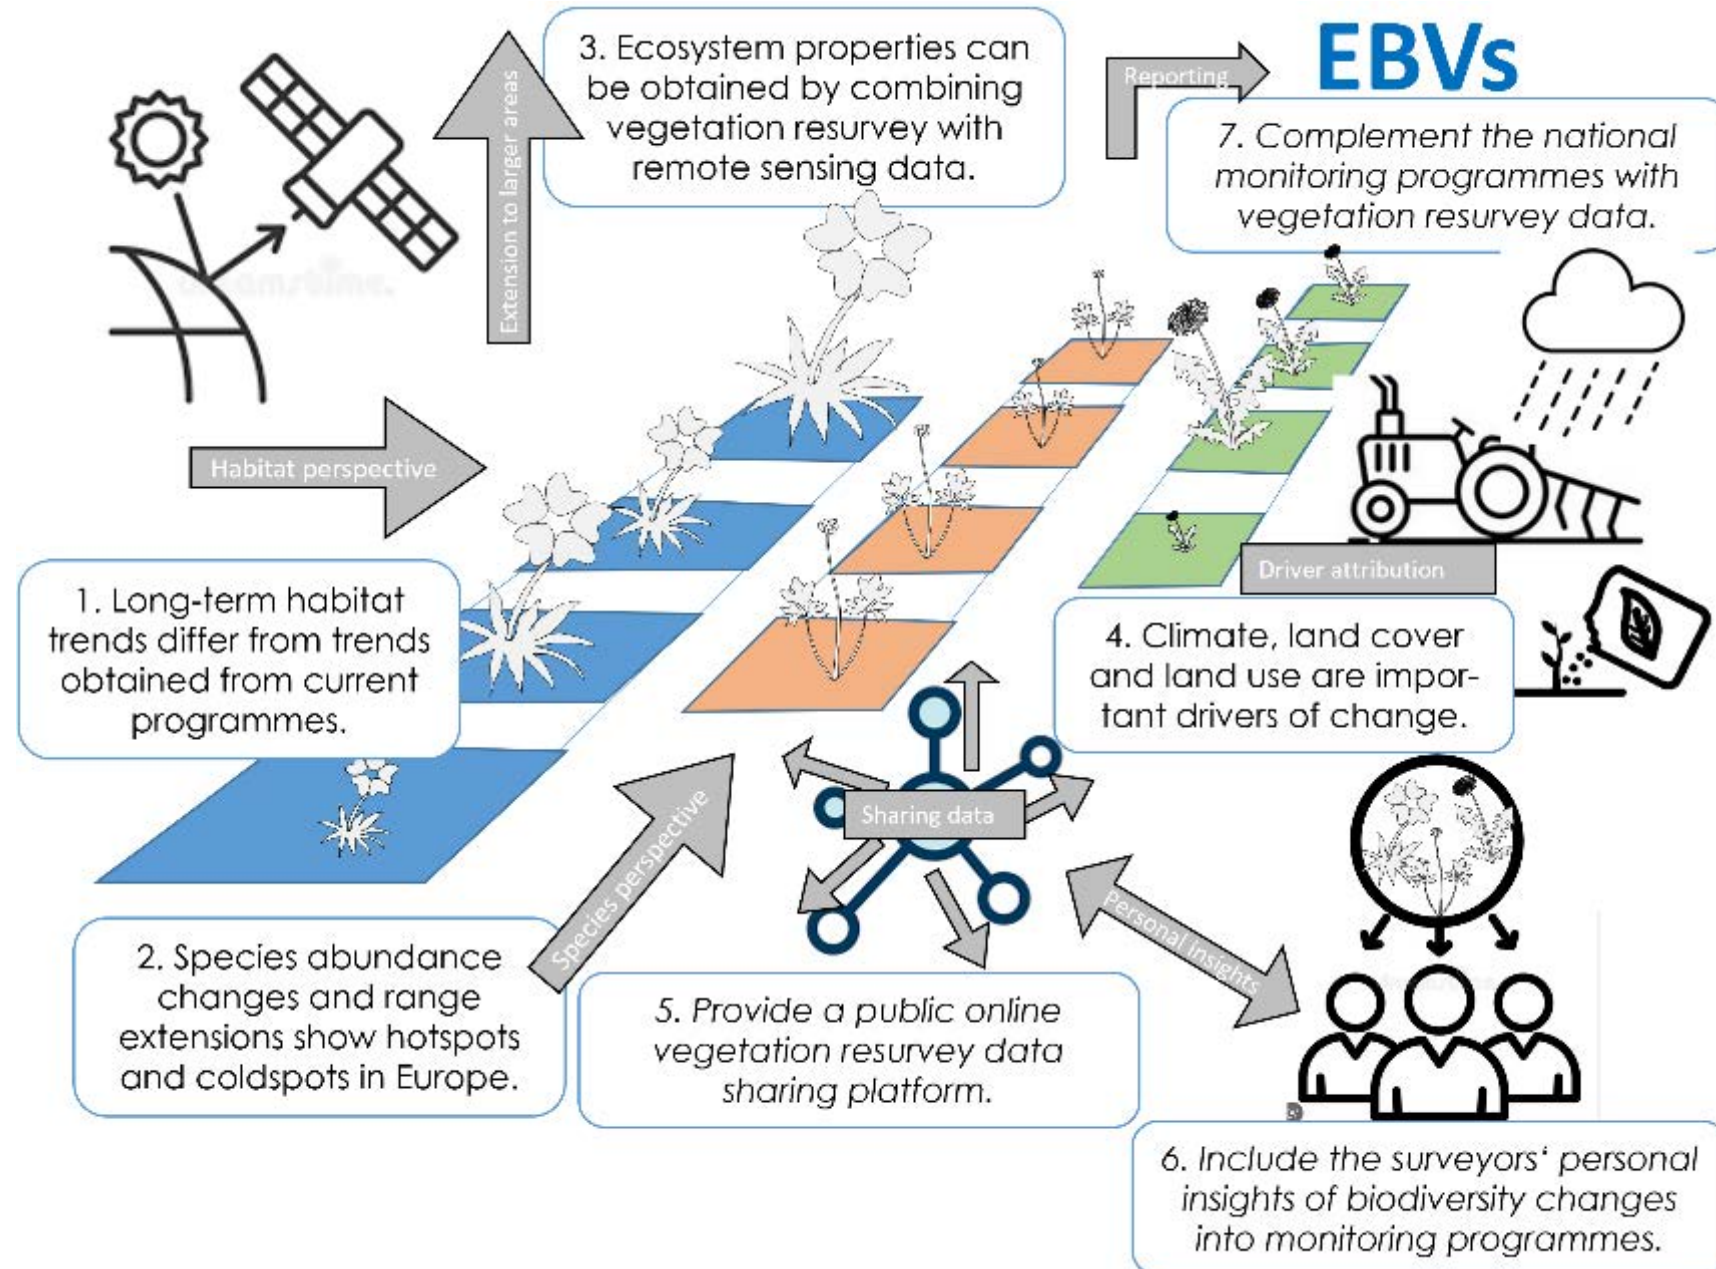 3. Ecosystem properties can
be obtained by combining
vegetation resurvey with
remote sensing data.
Extension to larger areas
Reporting
EBVs
7. Complement the national
monitoring programmes with
vegetation resurvey data.
Habitat perspective
1. Long-term habitat
trends differ from trends
obtained from current
programmes.
Driver attribution
4. Climate, land cover
and land use are impor-
tant drivers of change.
Species perspective
Sharing data
Personal insights
2. Species abundance
changes and range
extensions show hotspots
and coldspots in Europe.
5. Provide a public online
vegetation resurvey data
sharing platform.
6. Include the surveyors‘ personal
insights of biodiversity changes
into monitoring programmes.